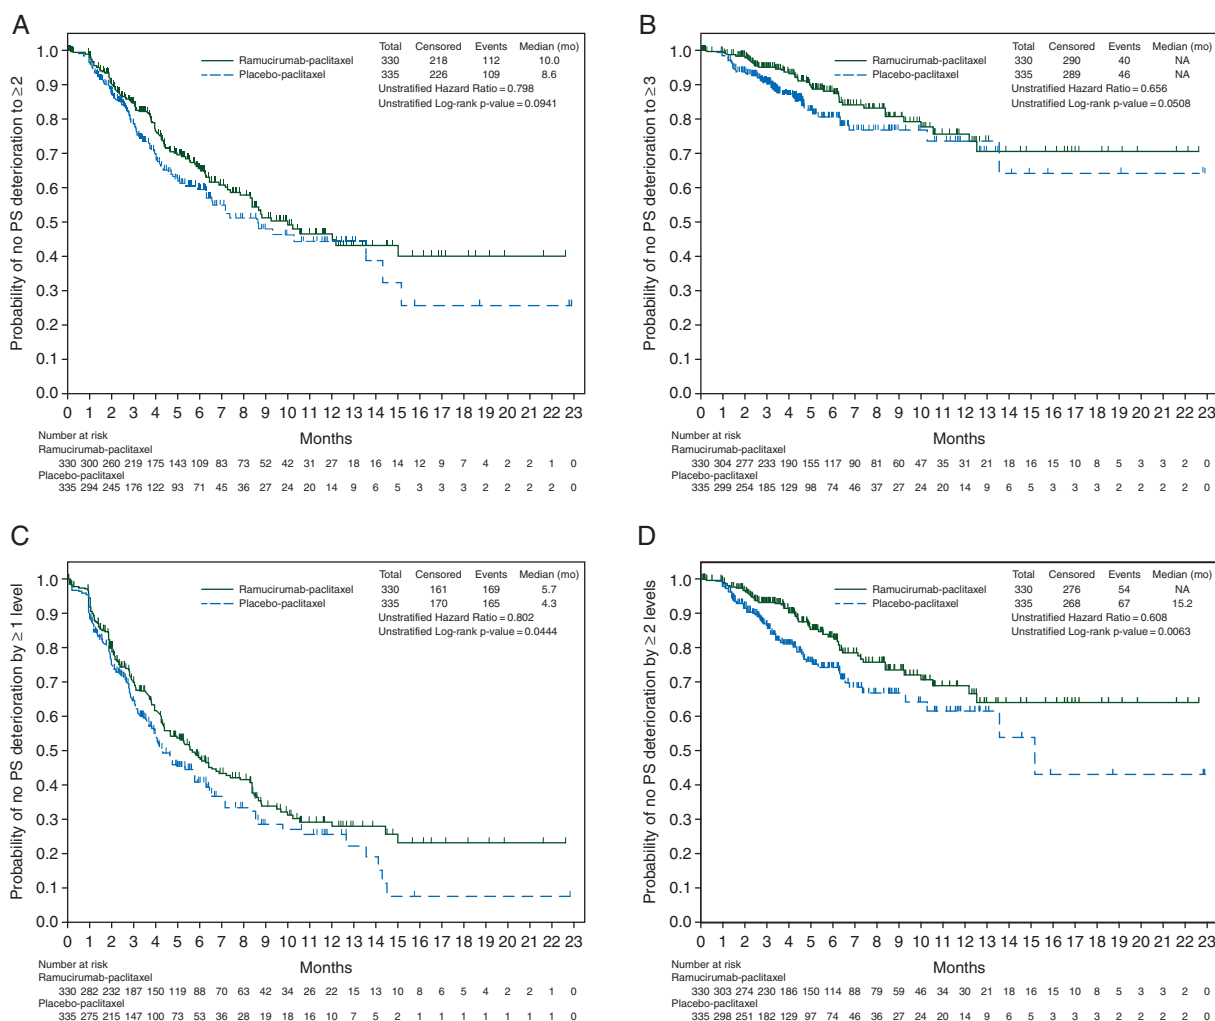 A
Total Censored Events Median (mo)
Ramucirumab-paclitaxel 330 218 112 10.0
Placebo-paclitaxel 335 226 109 8.6
Unstratified Hazard Ratio = 0.798
Unstratified Log-rank p-value = 0.0941
Probability of no PS deterioration to ≥2
1.0
0.9
0.8
0.7
0.6
0.5
0.4
0.3
0.2
0.1
0.0
0 1 2 3 4 5 6 7 8 9 10 11 12 13 14 15 16 17 18 19 20 21 22 23
Months
Number at risk
Ramucirumab-paclitaxel
330 300 260 219 175 143 109 83 73 52 42 31 27 18 16 14 12 9 7 4 2 2 1 0
Placebo-paclitaxel
335 294 245 176 122 93 71 45 36 27 24 20 14 9 6 5 3 3 3 2 2 2 2 0
B
Total Censored Events Median (mo)
Ramucirumab-paclitaxel 330 290 40 NA
Placebo-paclitaxel 335 289 46 NA
Unstratified Hazard Ratio = 0.656
Unstratified Log-rank p-value = 0.0508
Probability of no PS deterioration to ≥3
1.0
0.9
0.8
0.7
0.6
0.5
0.4
0.3
0.2
0.1
0.0
0 1 2 3 4 5 6 7 8 9 10 11 12 13 14 15 16 17 18 19 20 21 22 23
Months
Number at risk
Ramucirumab-paclitaxel
330 304 277 233 190 155 117 90 81 60 47 35 31 21 18 16 15 10 8 5 3 3 2 0
Placebo-paclitaxel
335 299 254 185 129 98 74 46 37 27 24 20 14 9 6 5 3 3 3 2 2 2 2 0
C
Total Censored Events Median (mo)
Ramucirumab-paclitaxel 330 161 169 5.7
Placebo-paclitaxel 335 170 165 4.3
Unstratified Hazard Ratio = 0.802
Unstratified Log-rank p-value = 0.0444
Probability of no PS deterioration by ≥ 1 level
1.0
0.9
0.8
0.7
0.6
0.5
0.4
0.3
0.2
0.1
0.0
0 1 2 3 4 5 6 7 8 9 10 11 12 13 14 15 16 17 18 19 20 21 22 23
Months
Number at risk
Ramucirumab-paclitaxel
330 282 232 187 150 119 88 70 63 42 34 26 22 15 13 10 8 6 5 4 2 2 1 0
Placebo-paclitaxel
335 275 215 147 100 73 53 36 28 19 18 16 10 7 5 2 1 1 1 1 1 1 1 0
D
Total Censored Events Median (mo)
Ramucirumab-paclitaxel 330 276 54 NA
Placebo-paclitaxel 335 268 67 15.2
Unstratified Hazard Ratio = 0.608
Unstratified Log-rank p-value = 0.0063
Probability of no PS deterioration by ≥ 2 levels
1.0
0.9
0.8
0.7
0.6
0.5
0.4
0.3
0.2
0.1
0.0
0 1 2 3 4 5 6 7 8 9 10 11 12 13 14 15 16 17 18 19 20 21 22 23
Months
Number at risk
Ramucirumab-paclitaxel
330 303 274 230 186 150 114 88 79 59 46 34 30 21 18 16 15 10 8 5 3 3 2 0
Placebo-paclitaxel
335 298 251 182 129 97 74 46 36 27 24 20 14 9 6 5 3 3 3 2 2 2 2 0